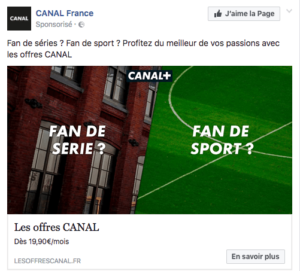 CANAL France
Sponsorisé ·
J'aime la Page
Fan de séries ? Fan de sport ? Profitez du meilleur de vos passions avec
les offres CANAL
CANAL+
FAN DE
SERIE ?
FAN DE
SPORT ?
Les offres CANAL
Dès 19,90€/mois
LESOFFRESCANAL.FR
En savoir plus